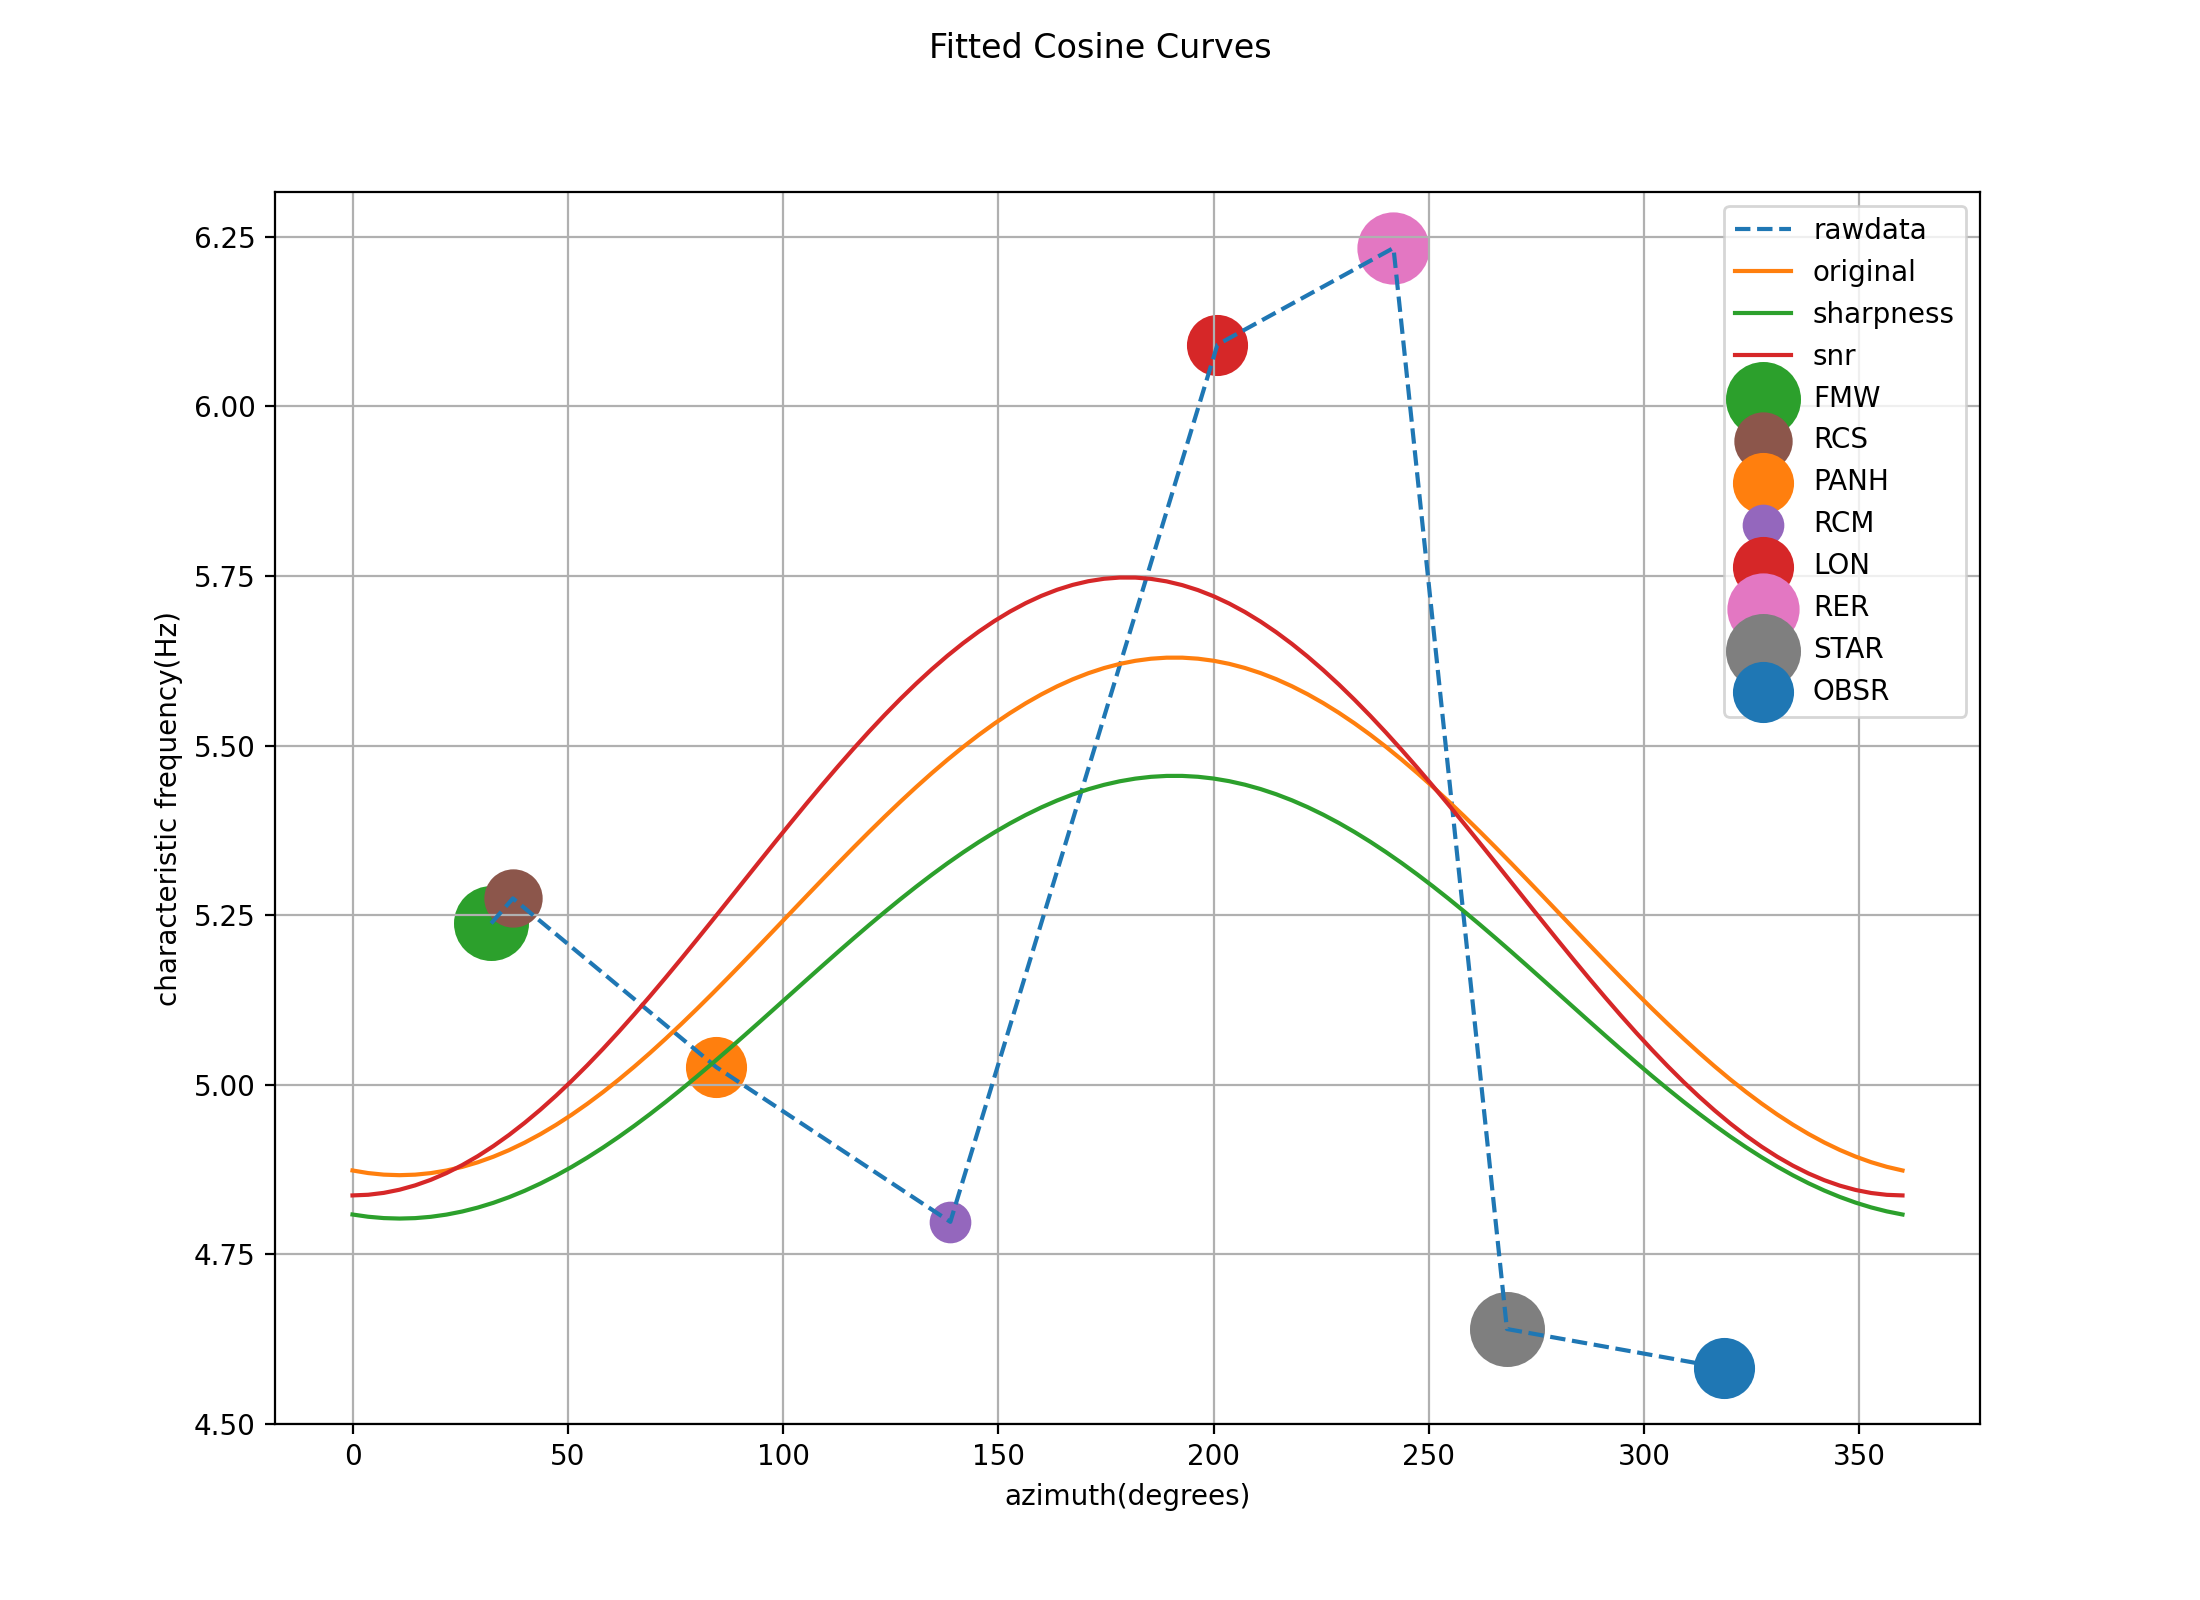 Fitted Cosine Curves
6.25
6.00
5.75
5.50
5.25
5.00
4.75
4.50
characteristic frequency(Hz)
0 50 100 150 200 250 300 350
azimuth(degrees)
rawdata
original
sharpness
snr
FMW
RCS
PANH
RCM
LON
RER
STAR
OBSR